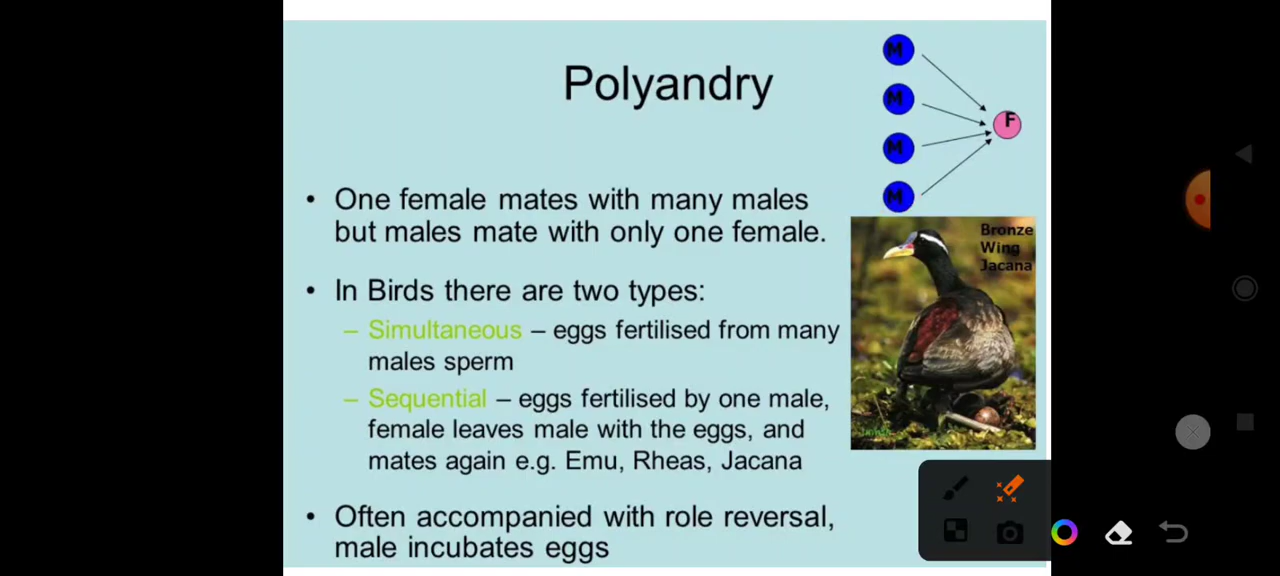 Polyandry
M
M
M
M
F
• One female mates with many males
but males mate with only one female.
• In Birds there are two types:
– Simultaneous – eggs fertilised from many
males sperm
– Sequential – eggs fertilised by one male,
female leaves male with the eggs, and
mates again e.g. Emu, Rheas, Jacana
• Often accompanied with role reversal,
male incubates eggs
Bronze
Wing
Jacana